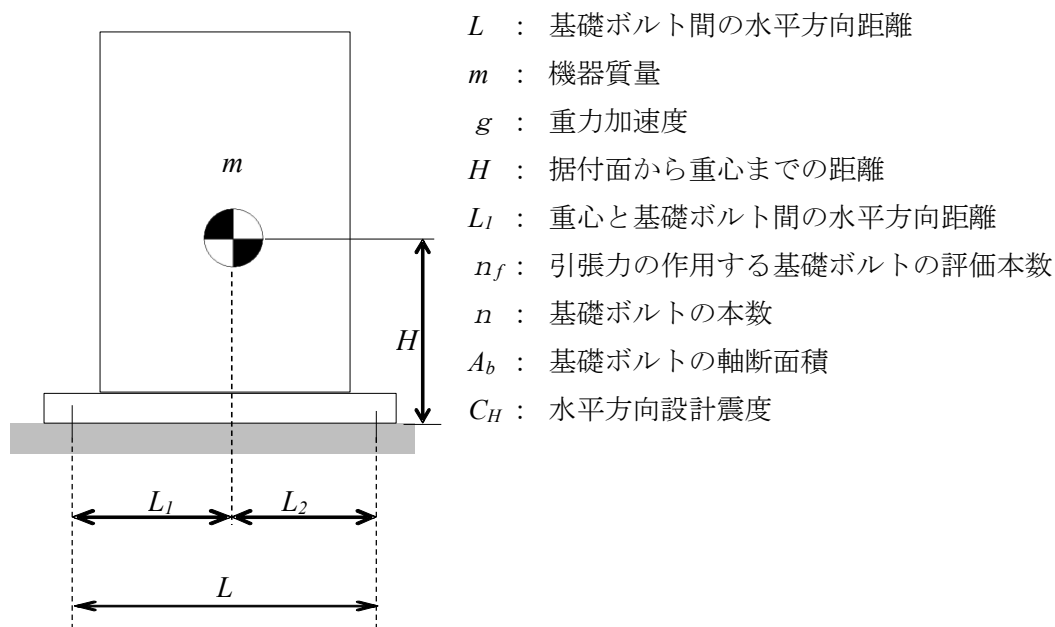 L : 基礎ボルト間の水平方向距離
m : 機器質量
g : 重力加速度
H : 据付面から重心までの距離
L1 : 重心と基礎ボルト間の水平方向距離
nf : 引張力の作用する基礎ボルトの評価本数
n : 基礎ボルトの本数
Ab : 基礎ボルトの軸断面積
CH : 水平方向設計震度
m
H
L1 L2
L